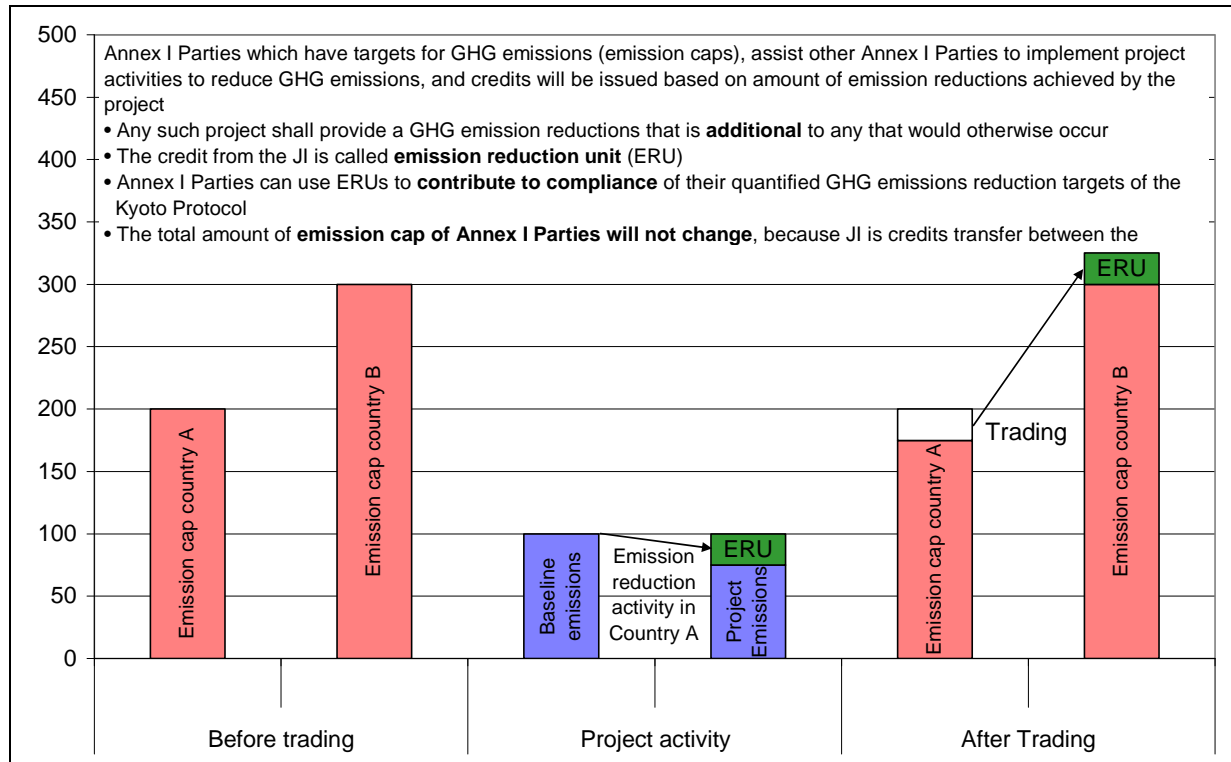 500
450
400
350
300
250
200
150
100
50
0
Annex I Parties which have targets for GHG emissions (emission caps), assist other Annex I Parties to implement project
activities to reduce GHG emissions, and credits will be issued based on amount of emission reductions achieved by the
project
• Any such project shall provide a GHG emission reductions that is additional to any that would otherwise occur
• The credit from the JI is called emission reduction unit (ERU)
• Annex I Parties can use ERUs to contribute to compliance of their quantified GHG emissions reduction targets of the
Kyoto Protocol
• The total amount of emission cap of Annex I Parties will not change, because JI is credits transfer between the
Emission cap country A
Emission cap country B
Baseline
emissions
Emission
reduction
activity in
Country A
ERU
Project
Emissions
Emission cap country A
Trading
ERU
Emission cap country B
Before trading
Project activity
After Trading